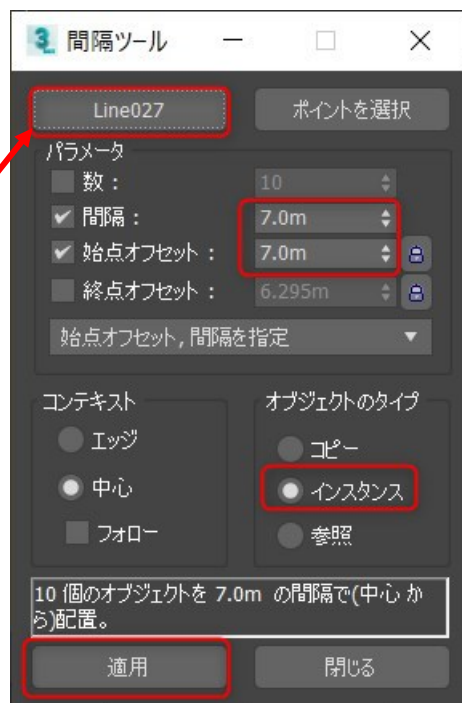 間隔ツール
Line027
ポイントを選択
パラメータ
数：
10
間隔：
7.0m
始点オフセット：
7.0m
終点オフセット：
6.295m
始点オフセット, 間隔を指定
コンテキスト
エッジ
中心
フォロー
オブジェクトのタイプ
コピー
インスタンス
参照
10 個のオブジェクトを 7.0m の間隔で(中心 か
ら)配置。
適用
閉じる